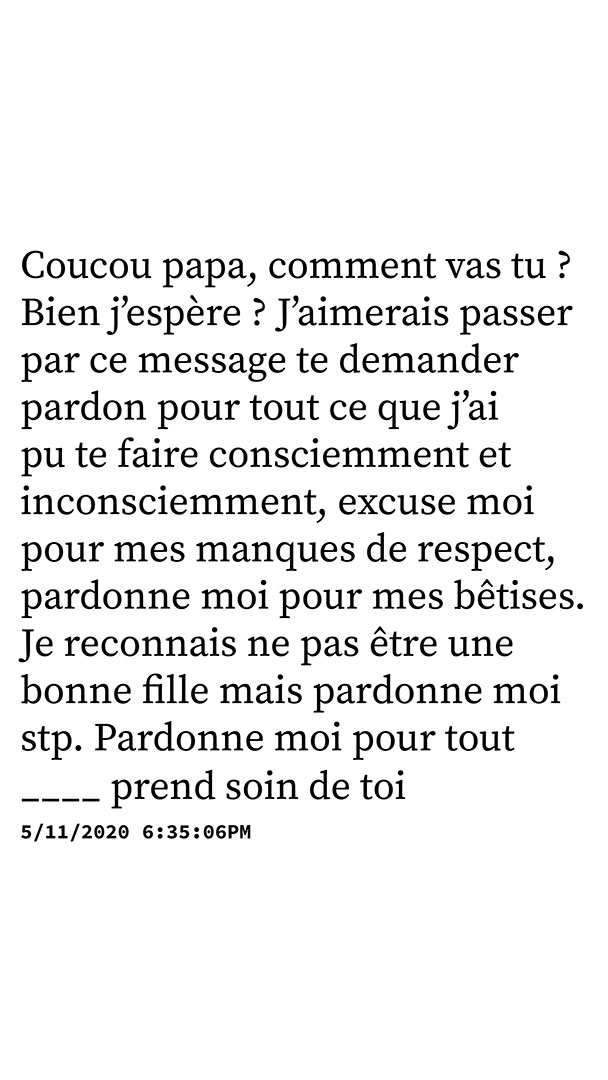 Coucou papa, comment vas tu ?
Bien j’espère ? J’aimerais passer
par ce message te demander
pardon pour tout ce que j’ai
pu te faire consciemment et
inconsciemment, excuse moi
pour mes manques de respect,
pardonne moi pour mes bêtises.
Je reconnais ne pas être une
bonne fille mais pardonne moi
stp. Pardonne moi pour tout
____ prend soin de toi
5/11/2020 6:35:06PM